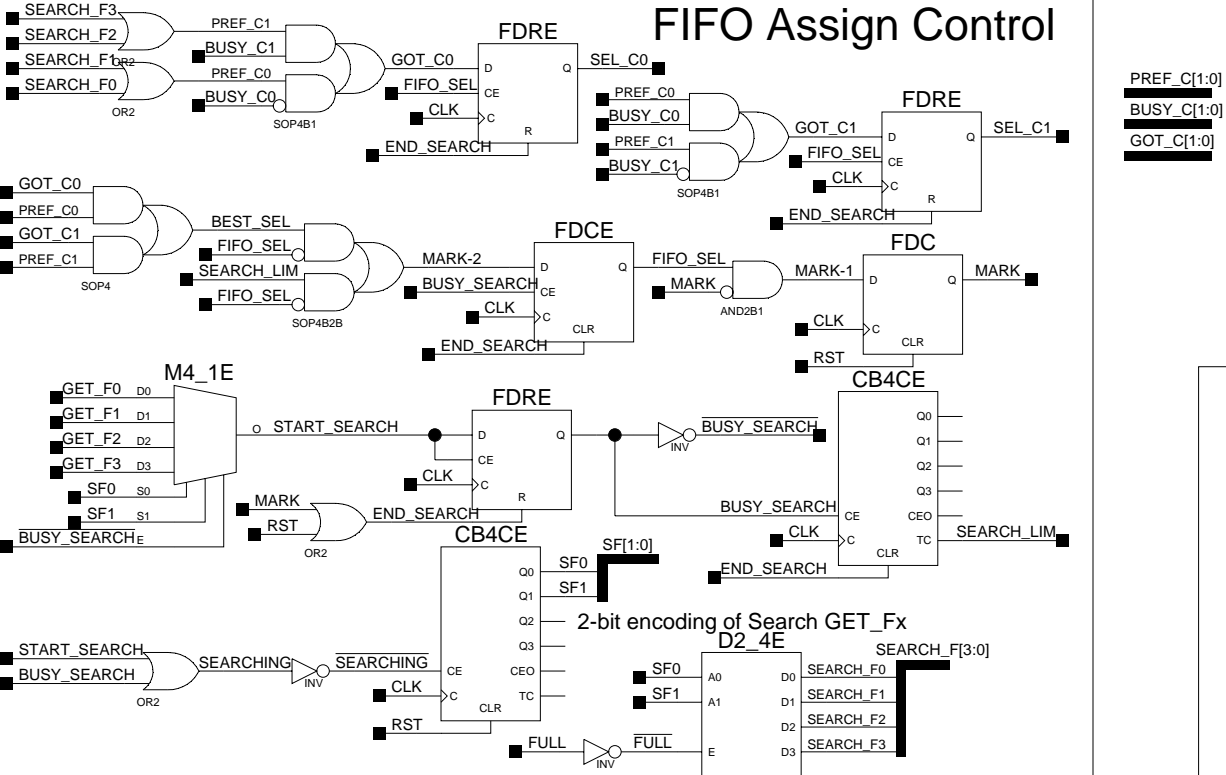 FIFO Assign Control
SEARCH_F3
SEARCH_F2
SEARCH_F1
SEARCH_F0
OR2
OR2
PREF_C1
BUSY_C1
PREF_C0
BUSY_C0
SOP4B1
GOT_C0
FIFO_SEL
CLK
END_SEARCH
FDRE
D
CE
C
R
Q
SEL_C0
PREF_C0
BUSY_C0
PREF_C1
BUSY_C1
SOP4B1
GOT_C1
FIFO_SEL
CLK
END_SEARCH
FDRE
D
CE
C
R
Q
SEL_C1
PREF_C[1:0]
BUSY_C[1:0]
GOT_C[1:0]
GOT_C0
PREF_C0
GOT_C1
PREF_C1
SOP4
BEST_SEL
FIFO_SEL
SEARCH_LIM
FIFO_SEL
SOP4B2B
MARK-2
BUSY_SEARCH
CLK
END_SEARCH
FDCE
D
CE
C
CLR
Q
FIFO_SEL
MARK
AND2B1
MARK-1
CLK
RST
FDC
D
C
CLR
Q
MARK
M4_1E
GET_F0
D0
GET_F1
D1
GET_F2
D2
GET_F3
D3
SF0
S0
SF1
S1
BUSY_SEARCH
E
O
START_SEARCH
CLK
MARK
RST
OR2
END_SEARCH
FDRE
D
CE
C
R
Q
INV
BUSY_SEARCH
BUSY_SEARCH
CLK
END_SEARCH
CB4CE
Q0
Q1
Q2
Q3
CEO
TC
CE
C
CLR
SEARCH_LIM
START_SEARCH
BUSY_SEARCH
OR2
SEARCHING
INV
SEARCHING
CLK
RST
CB4CE
Q0
Q1
Q2
Q3
CEO
TC
CE
C
CLR
SF0
SF1
SF[1:0]
2-bit encoding of Search GET_Fx
D2_4E
SF0
SF1
FULL
INV
FULL
A0
A1
E
D0
D1
D2
D3
SEARCH_F0
SEARCH_F1
SEARCH_F2
SEARCH_F3
SEARCH_F[3:0]